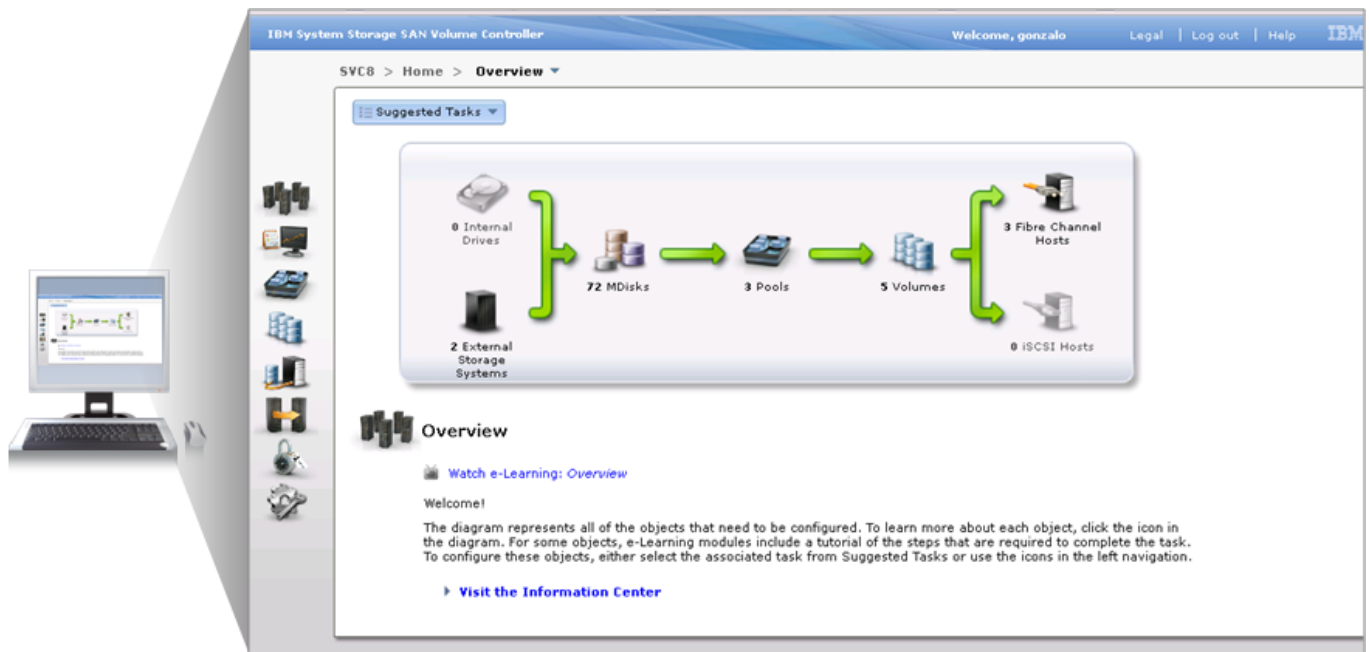 IBM System Storage SAN Volume Controller
Welcome, gonzalo
Legal | Log out | Help
IBM
SVC8 > Home > Overview
Suggested Tasks
0 Internal
Drives
2 External
Storage
Systems
72 MDisks
3 Pools
5 Volumes
3 Fibre Channel
Hosts
0 iSCSI Hosts
Overview
Watch e-Learning: Overview
Welcome!
The diagram represents all of the objects that need to be configured. To learn more about each object, click the icon in
the diagram. For some objects, e-Learning modules include a tutorial of the steps that are required to complete the task.
To configure these objects, either select the associated task from Suggested Tasks or use the icons in the left navigation.
Visit the Information Center